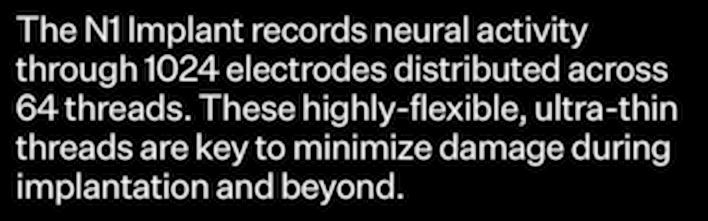 The N1 Implant records neural activity
through 1024 electrodes distributed across
64 threads. These highly-flexible, ultra-thin
threads are key to minimize damage during
implantation and beyond.